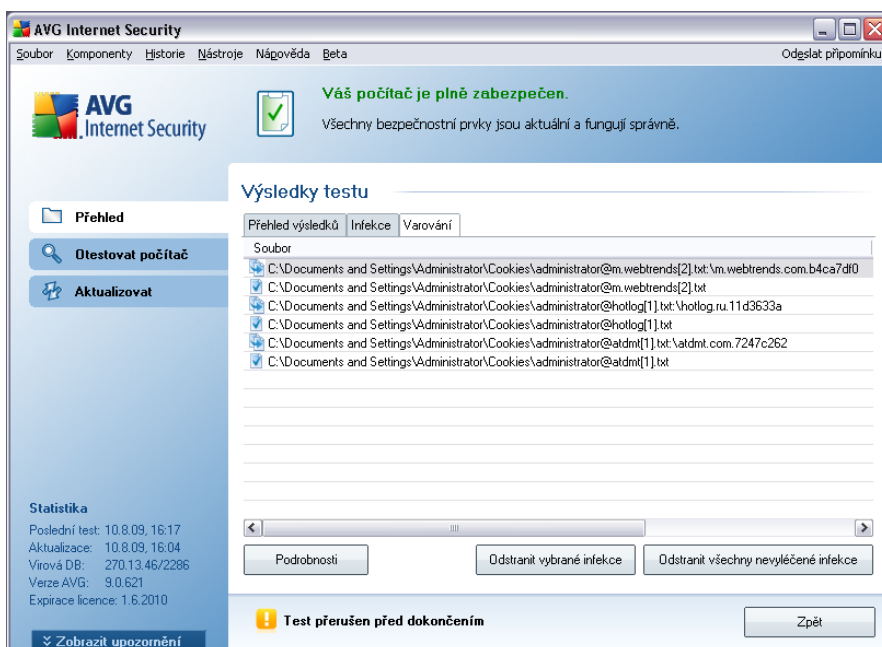 AVG Internet Security
Soubor Komponenty Historie Nástroje Nápověda Beta Odeslat připomínku
AVG
Internet Security
Váš počítač je plně zabezpečen.
Všechny bezpečnostní prvky jsou aktuální a fungují správně.
Přehled
Otestovat počítač
Aktualizovat
Výsledky testu
Přehled výsledků Infekce Varování
Soubor
C:\Documents and Settings\Administrator\Cookies\administrator@m.webtrends[2].txt:\m.webtrends.com.b4ca7df0
C:\Documents and Settings\Administrator\Cookies\administrator@m.webtrends[2].txt
C:\Documents and Settings\Administrator\Cookies\administrator@hotlog[1].txt:\hotlog.ru.11d3633a
C:\Documents and Settings\Administrator\Cookies\administrator@hotlog[1].txt
C:\Documents and Settings\Administrator\Cookies\administrator@atdmt[1].txt:\atdmt.com.7247c262
C:\Documents and Settings\Administrator\Cookies\administrator@atdmt[1].txt
Statistika
Poslední test: 10.8.09, 16:17
Aktualizace: 10.8.09, 16:04
Virová DB: 270.13.46/2286
Verze AVG: 9.0.621
Expirace licence: 1.6.2010
Zobrazit upozornění
Podrobnosti Odstranit vybrané infekce Odstranit všechny nevyléčené infekce
Test přerušen před dokončením
Zpět